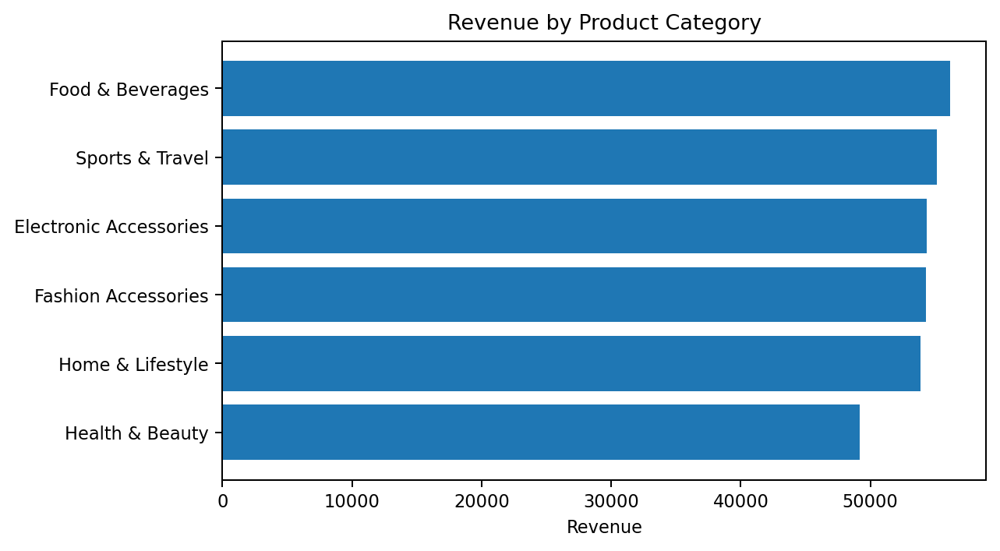 Revenue by Product Category
Food & Beverages
Sports & Travel
Electronic Accessories
Fashion Accessories
Home & Lifestyle
Health & Beauty
0 10000 20000 30000 40000 50000
Revenue